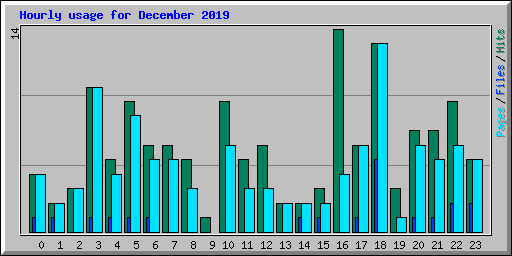 Hourly usage for December 2019
14
Pages/Files/Hits
0 1 2 3 4 5 6 7 8 9 10 11 12 13 14 15 16 17 18 19 20 21 22 23